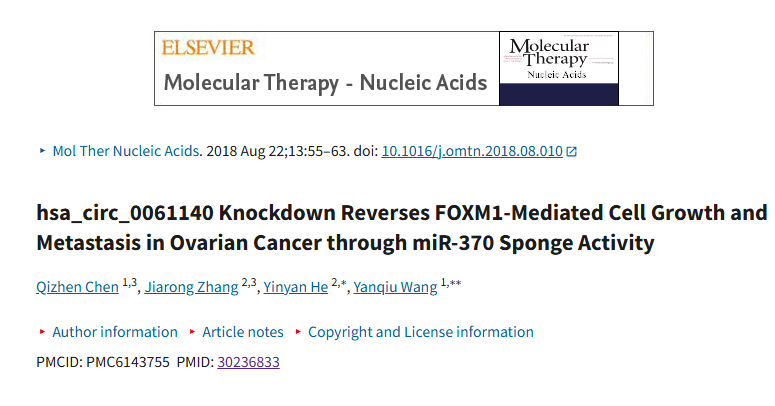 ELSEVIER
Molecular Therapy - Nucleic Acids
Molecular
Therapy
Nucleic Acids
Mol Ther Nucleic Acids. 2018 Aug 22;13:55–63. doi: 10.1016/j.omtn.2018.08.010
hsa_circ_0061140 Knockdown Reverses FOXM1-Mediated Cell Growth and
Metastasis in Ovarian Cancer through miR-370 Sponge Activity
Qizhen Chen 1,3, Jiarong Zhang 2,3, Yinyan He 2,*, Yanqiu Wang 1,**
Author information ▸ Article notes ▸ Copyright and License information
PMCID: PMC6143755 PMID: 30236833